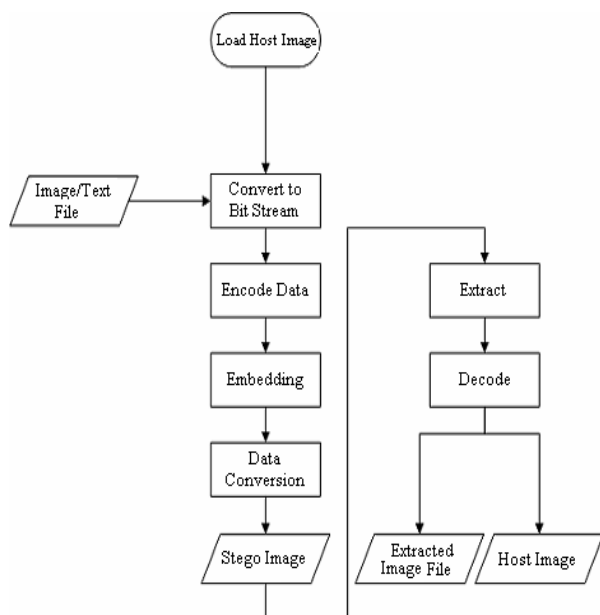 Load Host Image
Image/Text
File
Convert to
Bit Stream
Encode Data
Embedding
Data
Conversion
Stego Image
Extract
Decode
Extracted
Image File
Host Image